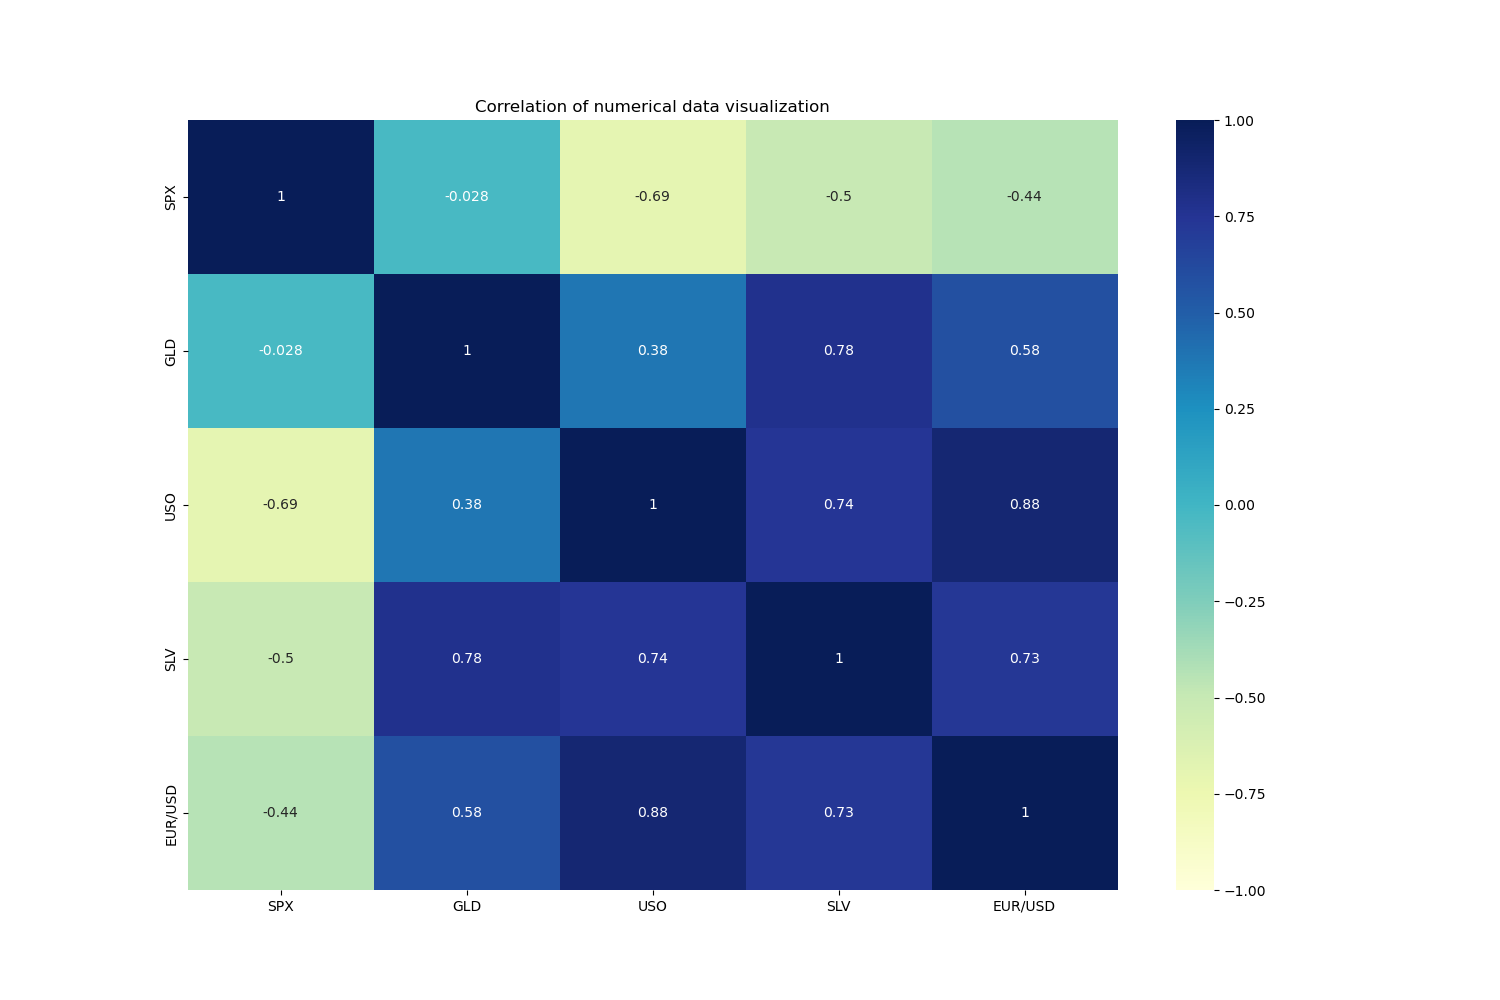 Correlation of numerical data visualization
SPX 1 -0.028 -0.69 -0.5 -0.44
GLD -0.028 1 0.38 0.78 0.58
USO -0.69 0.38 1 0.74 0.88
SLV -0.5 0.78 0.74 1 0.73
EUR/USD -0.44 0.58 0.88 0.73 1
SPX GLD USO SLV EUR/USD
1.00
0.75
0.50
0.25
0.00
−0.25
−0.50
−0.75
−1.00